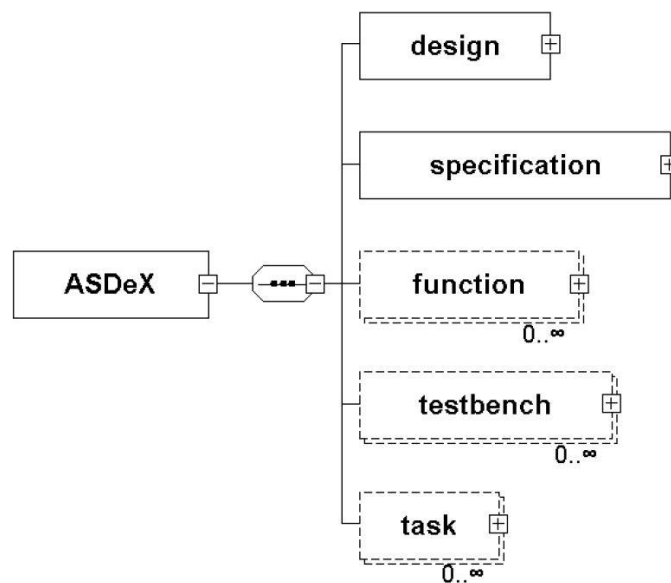 design
specification
ASDeX
function
0..∞
testbench
0..∞
task
0..∞